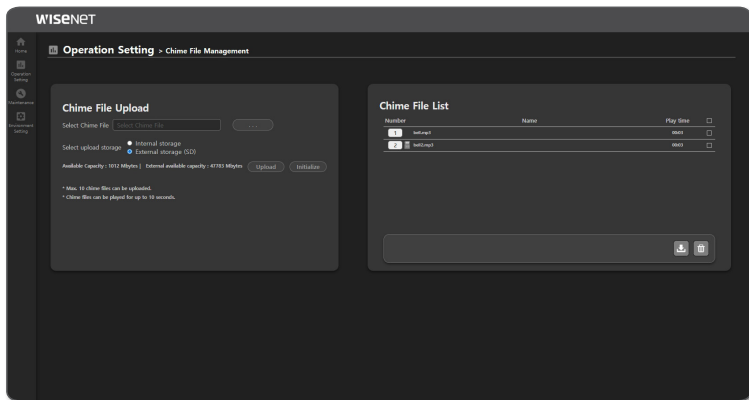 WISENET
Home
Operation
Setting
Maintenance
Environment
Setting
Operation Setting > Chime File Management
Chime File Upload
Select Chime File Select Chime File ...
Select upload storage Internal storage
External storage (SD)
Available Capacity : 1012 Mbytes | External available capacity : 47783 Mbytes Upload Initialize
* Max. 10 chime files can be uploaded.
* Chime files can be played for up to 10 seconds.
Chime File List
Number Name Play Sime
1 bell.mp3 00:03
2 bell2.mp3 00:03